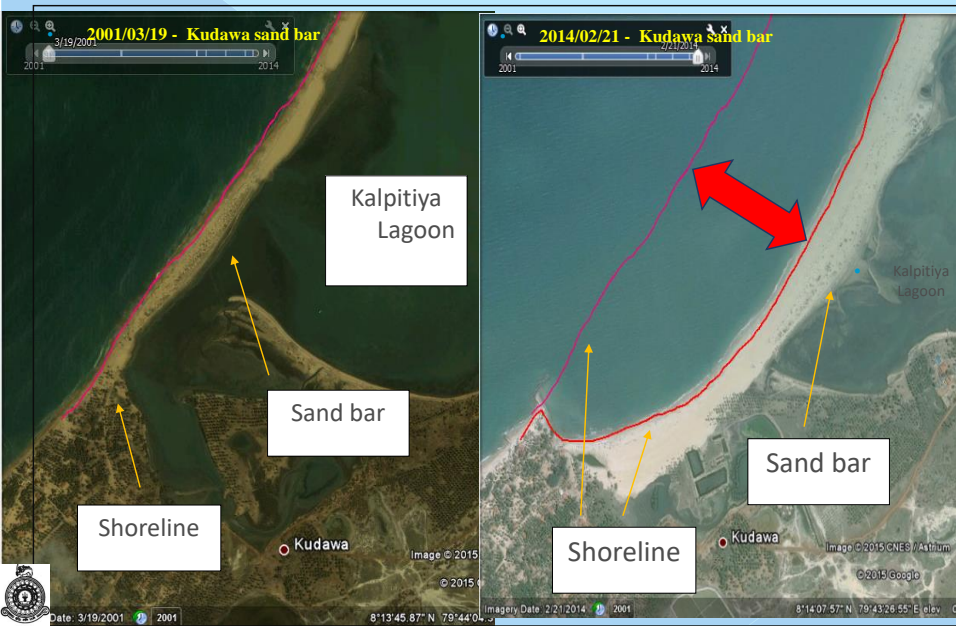 2001/03/19 - Kudawa sand bar
3/19/2001
2001
2014
Kalpitiya
Lagoon
Sand bar
Shoreline
Kudawa
Image © 2015
© 2015
Date: 3/19/2001
2001
8°13'45.87" N 79°44'04.
2014/02/21 - Kudawa sand bar
2/21/2014
2001
2014
Kalpitiya
Lagoon
Sand bar
Shoreline
Kudawa
Image © 2015 CNES / Astrium
© 2015 Google
Imagery Date: 2/21/2014
2001
8°14'07.57" N 79°43'26.55" E elev